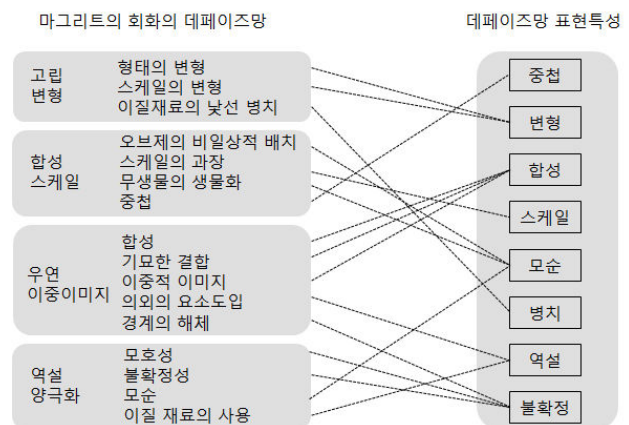 마그리트의 회화의 데페이즈망
데페이즈망 표현특성
고립
변형
형태의 변형
스케일의 변형
이질재료의 낯선 병치
합성
스케일
오브제의 비일상적 배치
스케일의 과장
무생물의 생물화
중첩
우연
이중이미지
합성
기묘한 결합
이중적 이미지
의외의 요소도입
경계의 해체
역설
양극화
모호성
불확정성
모순
이질 재료의 사용
중첩
변형
합성
스케일
모순
병치
역설
불확정